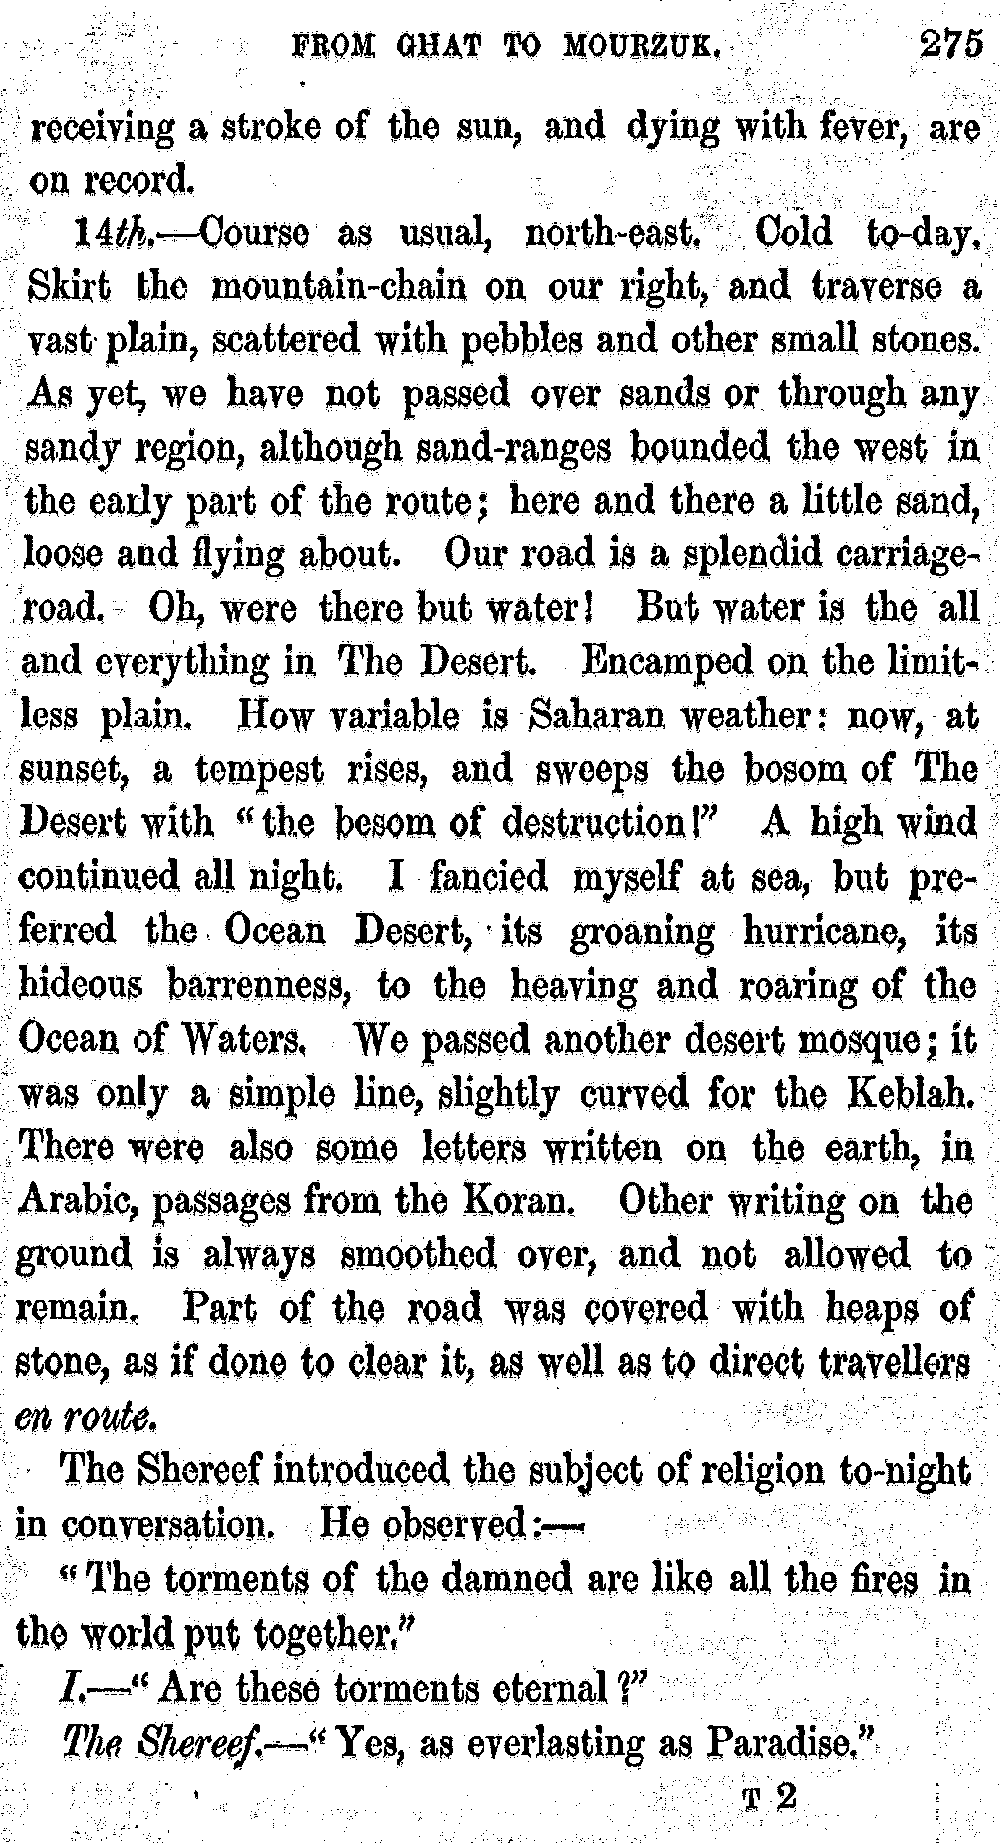 FROM GHAT TO MOURZUK. 275
receiving a stroke of the sun, and dying with fever, are
on record.
14th.—Course as usual, north-east. Cold to-day.
Skirt the mountain-chain on our right, and traverse a
vast plain, scattered with pebbles and other small stones.
As yet, we have not passed over sands or through any
sandy region, although sand-ranges bounded the west in
the early part of the route; here and there a little sand,
loose and flying about. Our road is a splendid carriage-
road. Oh, were there but water! But water is the all
and everything in The Desert. Encamped on the limit-
less plain. How variable is Saharan weather: now, at
sunset, a tempest rises, and sweeps the bosom of The
Desert with "the besom of destruction!" A high wind
continued all night. I fancied myself at sea, but pre-
ferred the Ocean Desert, its groaning hurricane, its
hideous barrenness, to the heaving and roaring of the
Ocean of Waters. We passed another desert mosque; it
was only a simple line, slightly curved for the Keblah.
There were also some letters written on the earth, in
Arabic, passages from the Koran. Other writing on the
ground is always smoothed over, and not allowed to
remain. Part of the road was covered with heaps of
stone, as if done to clear it, as well as to direct travellers
en route.
The Shereef introduced the subject of religion to-night
in conversation. He observed:—
"The torments of the damned are like all the fires in
the world put together."
I.—"Are these torments eternal?"
The Shereef.—"Yes, as everlasting as Paradise."
T 2